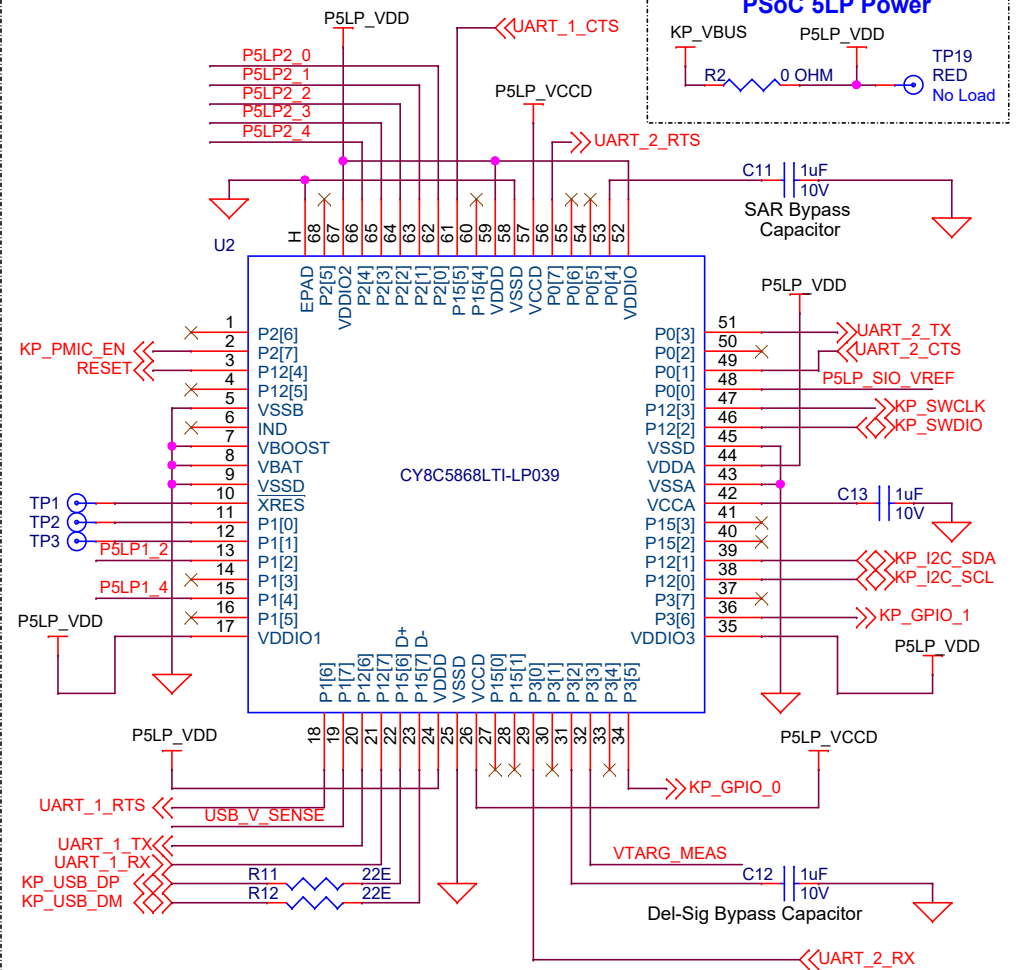 PSoC 5LP Power
KP_VBUS
P5LP_VDD
R2
0 OHM
TP19
RED
No Load
P5LP_VDD
UART_1_CTS
P5LP2_0
P5LP2_1
P5LP2_2
P5LP2_3
P5LP2_4
P5LP_VCCD
UART_2_RTS
C11
1uF
10V
SAR Bypass
Capacitor
U2
H
68
67
66
65
64
63
62
61
60
59
58
57
56
55
54
53
52
EPAD
P2[5]
VDDIO2
P2[4]
P2[3]
P2[2]
P2[1]
P2[0]
P15[5]
P15[4]
VDDD
VSSD
VCCD
P0[7]
P0[6]
P0[5]
P0[4]
VDDIO
1 P2[6]
KP_PMIC_EN 2 P2[7]
RESET 3 P12[4]
4 P12[5]
5 VSSB
6 IND
7 VBOOST
8 VBAT
9 VSSD
TP1 10 XRES
TP2 11 P1[0]
TP3 12 P1[1]
P5LP1_2 13 P1[2]
14 P1[3]
P5LP1_4 15 P1[4]
16 P1[5]
P5LP_VDD 17 VDDIO1
CY8C5868LTI-LP039
P5LP_VDD
P0[3] 51 UART_2_TX
P0[2] 50
P0[1] 49 UART_2_CTS
P0[0] 48 P5LP_SIO_VREF
P12[3] 47 KP_SWCLK
P12[2] 46 KP_SWDIO
VSSD 45
VDDA 44
VSSA 43
VCCA 42 C13 1uF
10V
P15[3] 41
P15[2] 40
P12[1] 39 KP_I2C_SDA
P12[0] 38 KP_I2C_SCL
P3[7] 37
P3[6] 36 KP_GPIO_1
VDDIO3 35 P5LP_VDD
P1[6]
P1[7]
P12[6]
P12[7]
P15[6] D+
P15[7] D-
VDDD
VSSD
VCCD
P15[0]
P15[1]
P3[0]
P3[1]
P3[2]
P3[3]
P3[4]
P3[5]
18
19
20
21
22
23
24
25
26
27
28
29
30
31
32
33
34
P5LP_VDD
P5LP_VCCD
UART_1_RTS
KP_GPIO_0
USB_V_SENSE
UART_1_TX
UART_1_RX
VTARG_MEAS
KP_USB_DP R11 22E
KP_USB_DM R12 22E
C12 1uF
10V
Del-Sig Bypass Capacitor
UART_2_RX